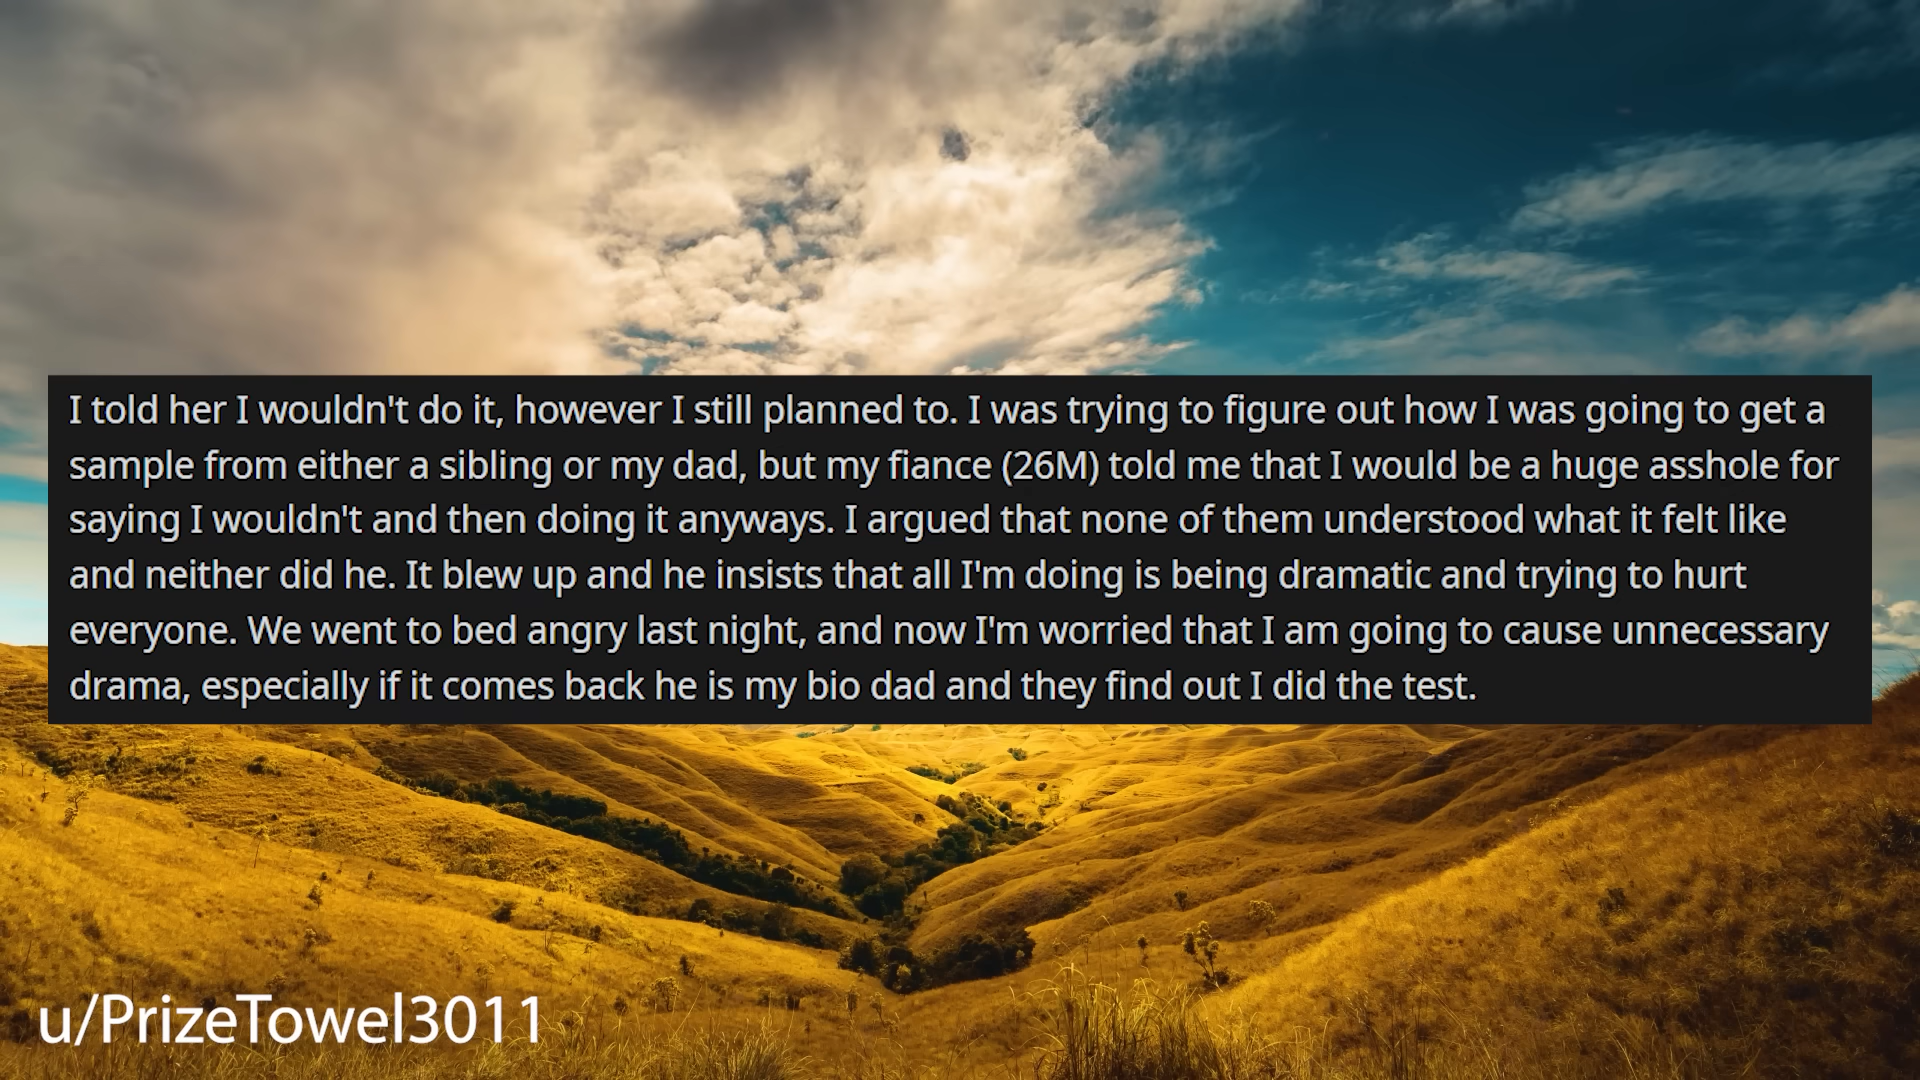 I told her I wouldn't do it, however I still planned to. I was trying to figure out how I was going to get a
sample from either a sibling or my dad, but my fiance (26M) told me that I would be a huge asshole for
saying I wouldn't and then doing it anyways. I argued that none of them understood what it felt like
and neither did he. It blew up and he insists that all I'm doing is being dramatic and trying to hurt
everyone. We went to bed angry last night, and now I'm worried that I am going to cause unnecessary
drama, especially if it comes back he is my bio dad and they find out I did the test.
u/PrizeTowel3011